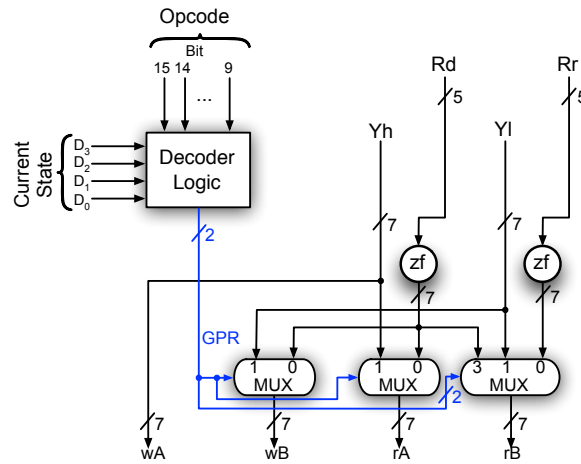 Opcode
Bit
15 14 ... 9
Rd Rr
5 5
Yh Yl
Current
State
D3
D2
D1
D0
Decoder
Logic
2 7 7
zf zf
7 7
GPR
1 0 1 0 3 1 0
MUX MUX MUX
2
7 7 7 7
wA wB rA rB